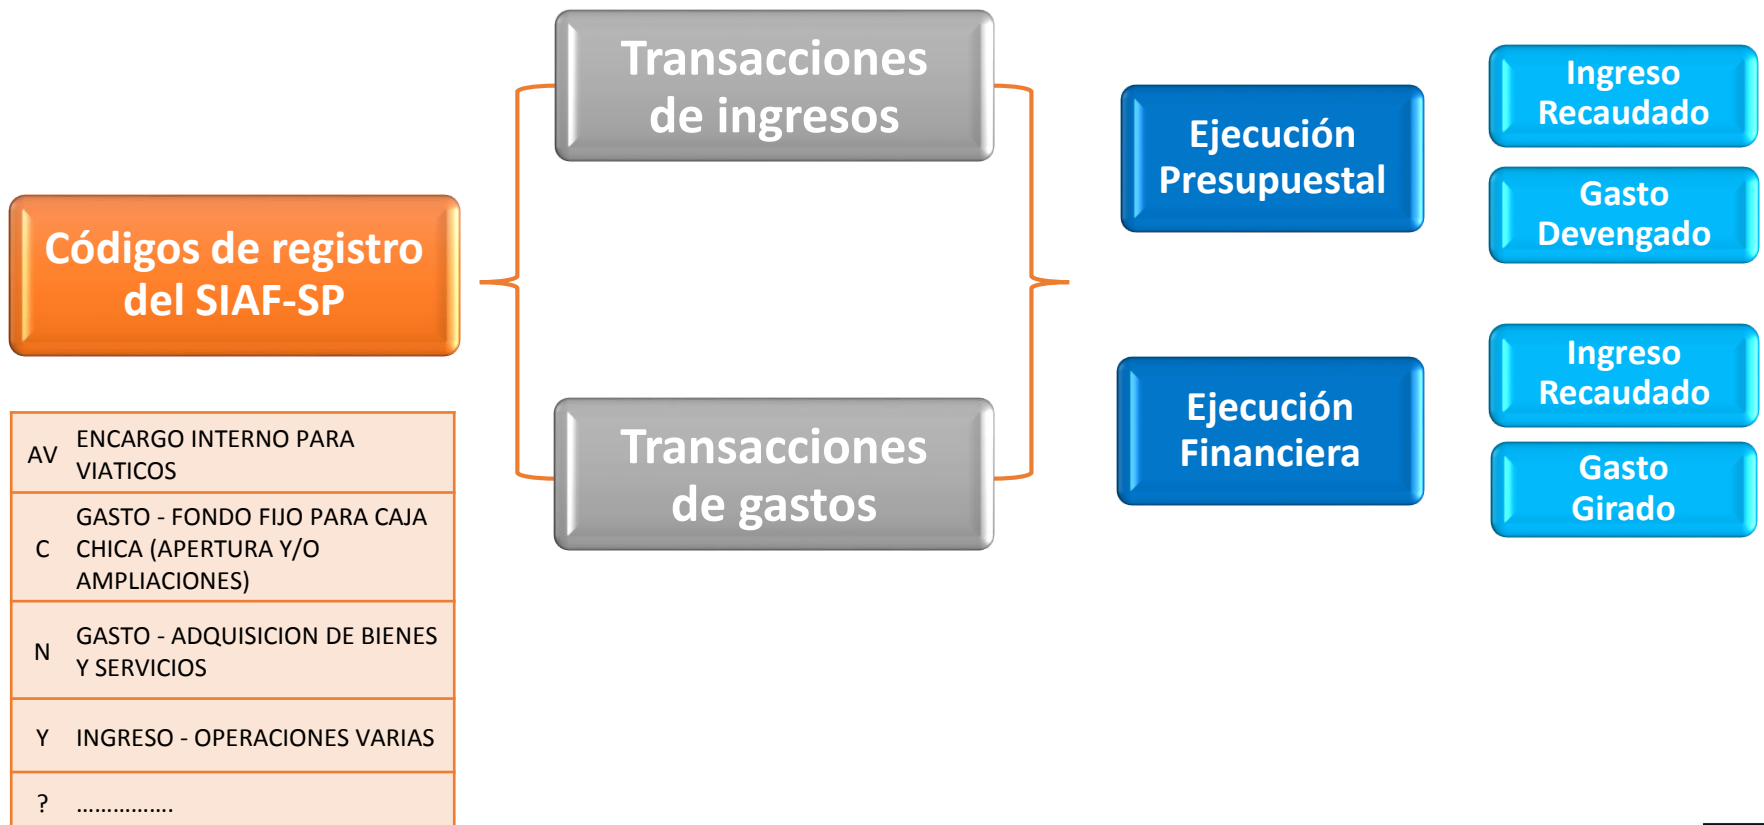 Códigos de registro
del SIAF-SP
AV ENCARGO INTERNO PARA
VIATICOS
GASTO - FONDO FIJO PARA CAJA
C CHICA (APERTURA Y/O
AMPLIACIONES)
N GASTO - ADQUISICION DE BIENES
Y SERVICIOS
Y INGRESO - OPERACIONES VARIAS
? ................
Transacciones
de ingresos
Transacciones
de gastos
Ejecución
Presupuestal
Ingreso
Recaudado
Gasto
Devengado
Ejecución
Financiera
Ingreso
Recaudado
Gasto
Girado